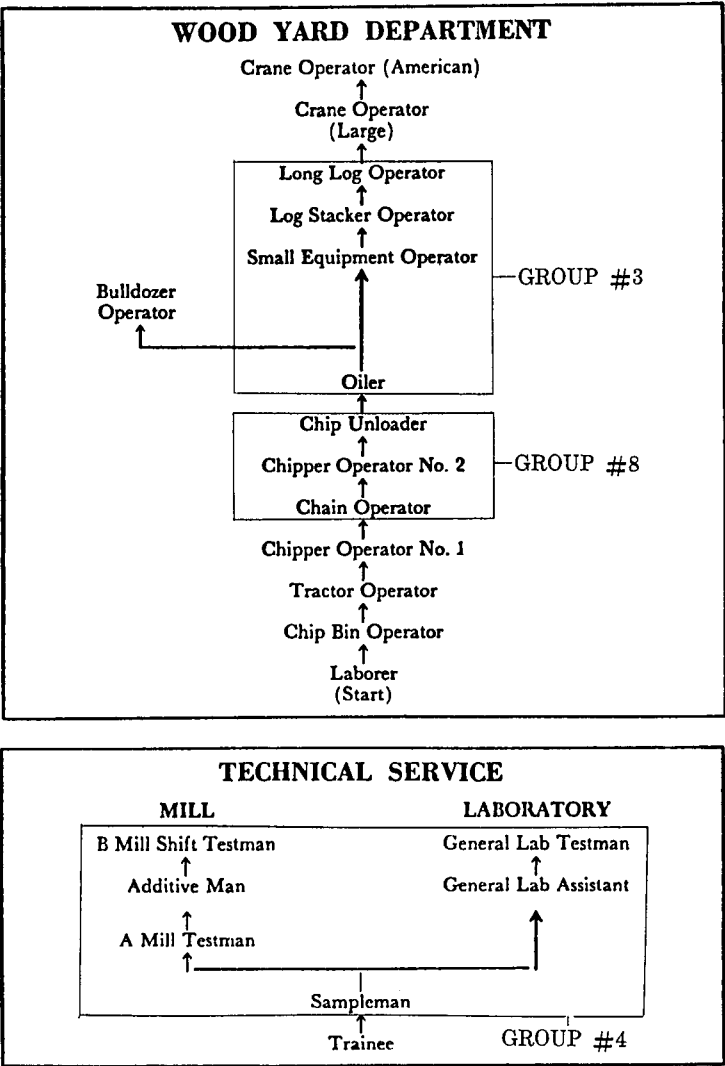 WOOD YARD DEPARTMENT
Crane Operator (American)
Crane Operator
(Large)
Long Log Operator
Log Stacker Operator
Small Equipment Operator
GROUP #3
Bulldozer
Operator
Oiler
Chip Unloader
Chipper Operator No. 2
GROUP #8
Chain Operator
Chipper Operator No. 1
Tractor Operator
Chip Bin Operator
Laborer
(Start)
TECHNICAL SERVICE
MILL
LABORATORY
B Mill Shift Testman
General Lab Testman
Additive Man
General Lab Assistant
A Mill Testman
Sampleman
Trainee
GROUP #4